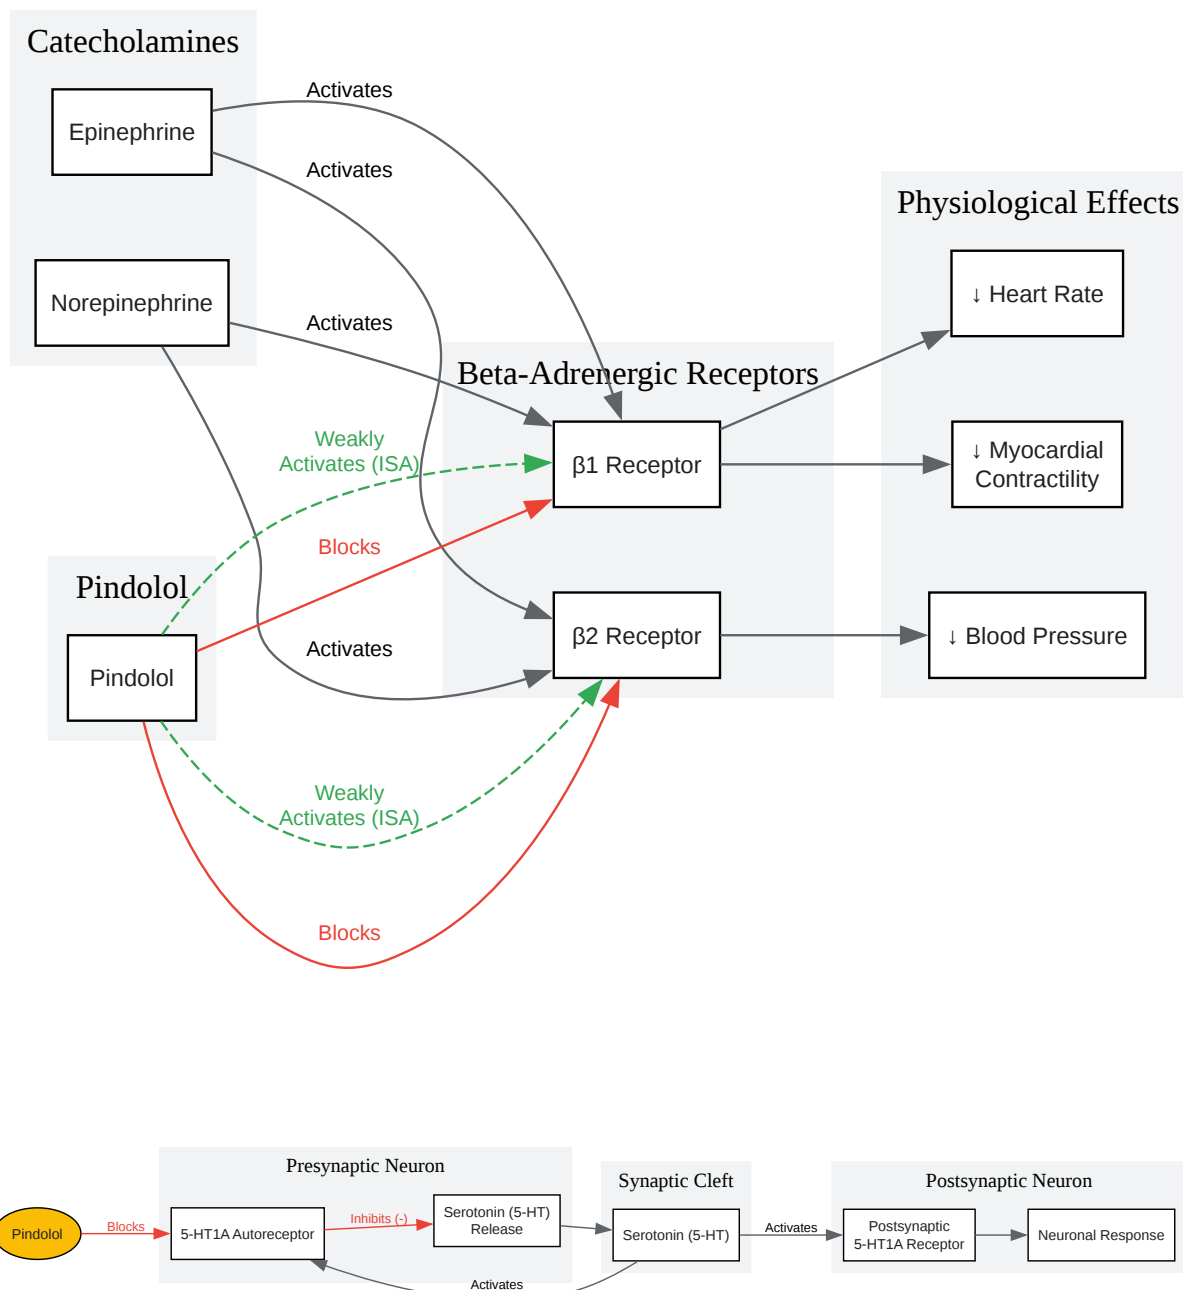 Catecholamines
Epinephrine
Norepinephrine
Activates
Activates
Activates
Weakly
Activates (ISA)
Blocks
Activates
Weakly
Activates (ISA)
Blocks
Pindolol
Pindolol
Beta-Adrenergic Receptors
β1 Receptor
β2 Receptor
Physiological Effects
↓ Heart Rate
↓ Myocardial
Contractility
↓ Blood Pressure
Pindolol
Blocks
Presynaptic Neuron
5-HT1A Autoreceptor
Inhibits (-)
Serotonin (5-HT)
Release
Synaptic Cleft
Serotonin (5-HT)
Activates
Activates
Postsynaptic Neuron
Postsynaptic
5-HT1A Receptor
Neuronal Response